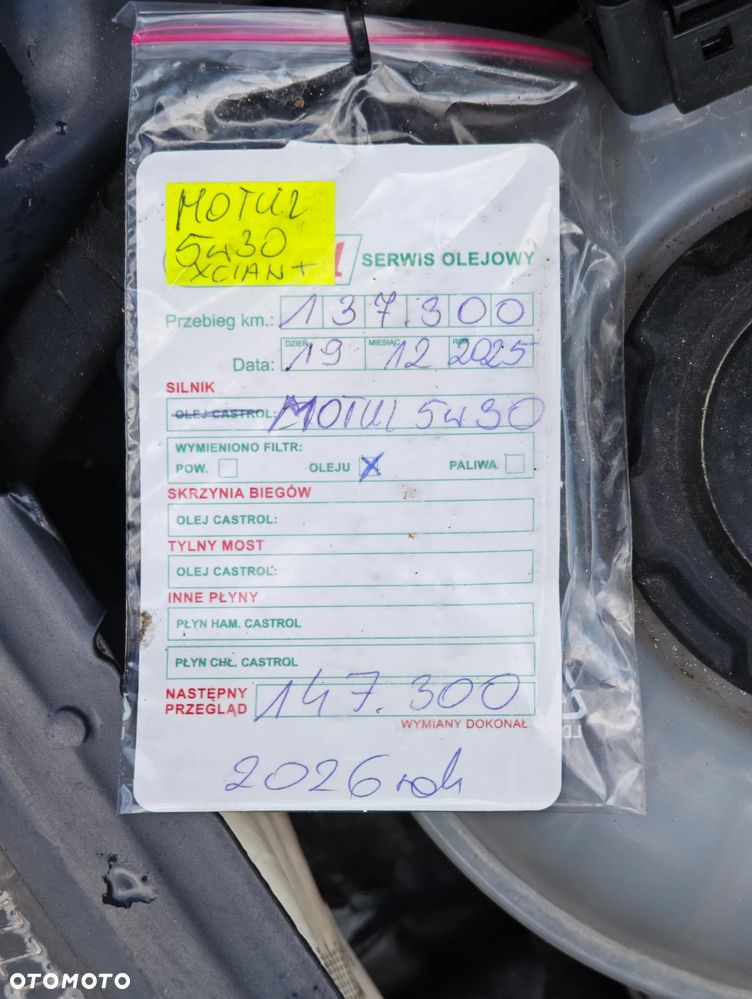 MOTUL
5w30
XCLEAN+
SERWIS OLEJOWY
Przebieg km.: 137.300
Data: DZIEŃ 19 MIESIĄC 12 ROK 2025
SILNIK
OLEJ CASTROL: MOTUL 5w30
WYMIENIONO FILTR:
POW. OLEJU X PALIWA
SKRZYNIA BIEGÓW
OLEJ CASTROL:
TYLNY MOST
OLEJ CASTROL:
INNE PŁYNY
PŁYN HAM. CASTROL
PŁYN CHŁ. CASTROL
NASTĘPNY
PRZEGLĄD 147.300
WYMIANY DOKONAŁ
2026 rok
OTOMOTO